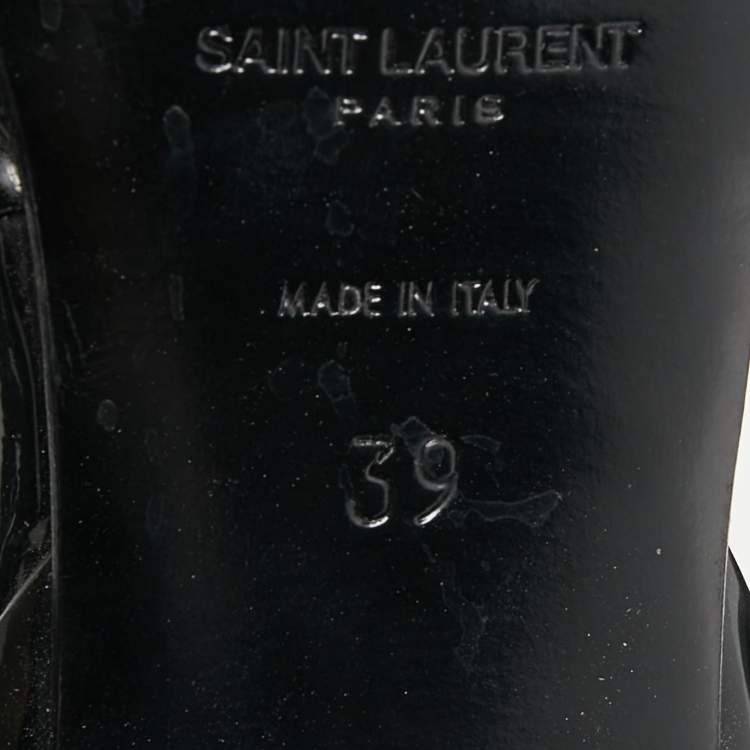 SAINT LAURENT
PARIS
MADE IN ITALY
39